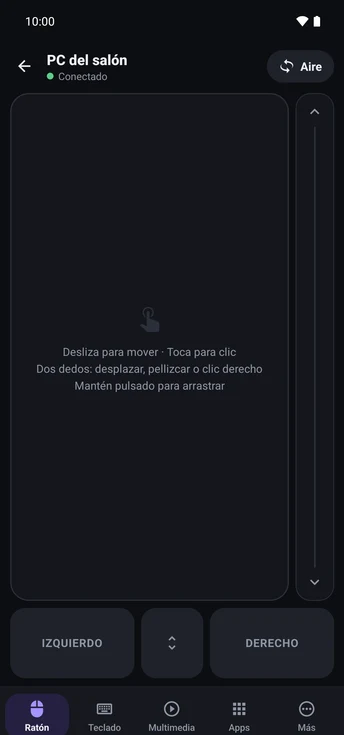 10:00
PC del salón
Conectado
Aire
Desliza para mover · Toca para clic
Dos dedos: desplazar, pellizcar o clic derecho
Mantén pulsado para arrastrar
IZQUIERDO
DERECHO
Ratón
Teclado
Multimedia
Apps
Más